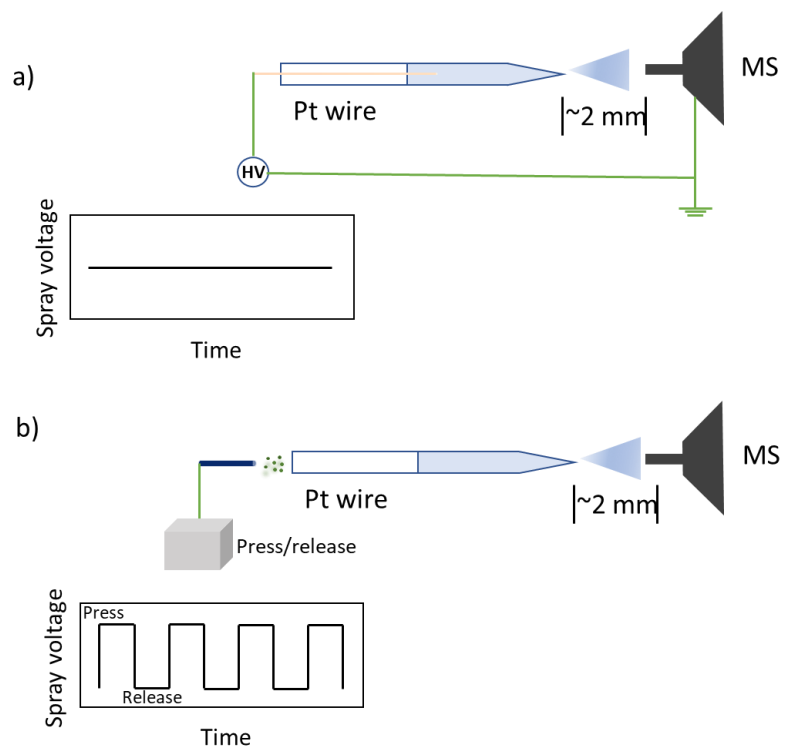 a)
MS
Pt wire
~2 mm
HV
Spray voltage
Time
b)
MS
Pt wire
~2 mm
Press/release
Press
Spray voltage
Release
Time